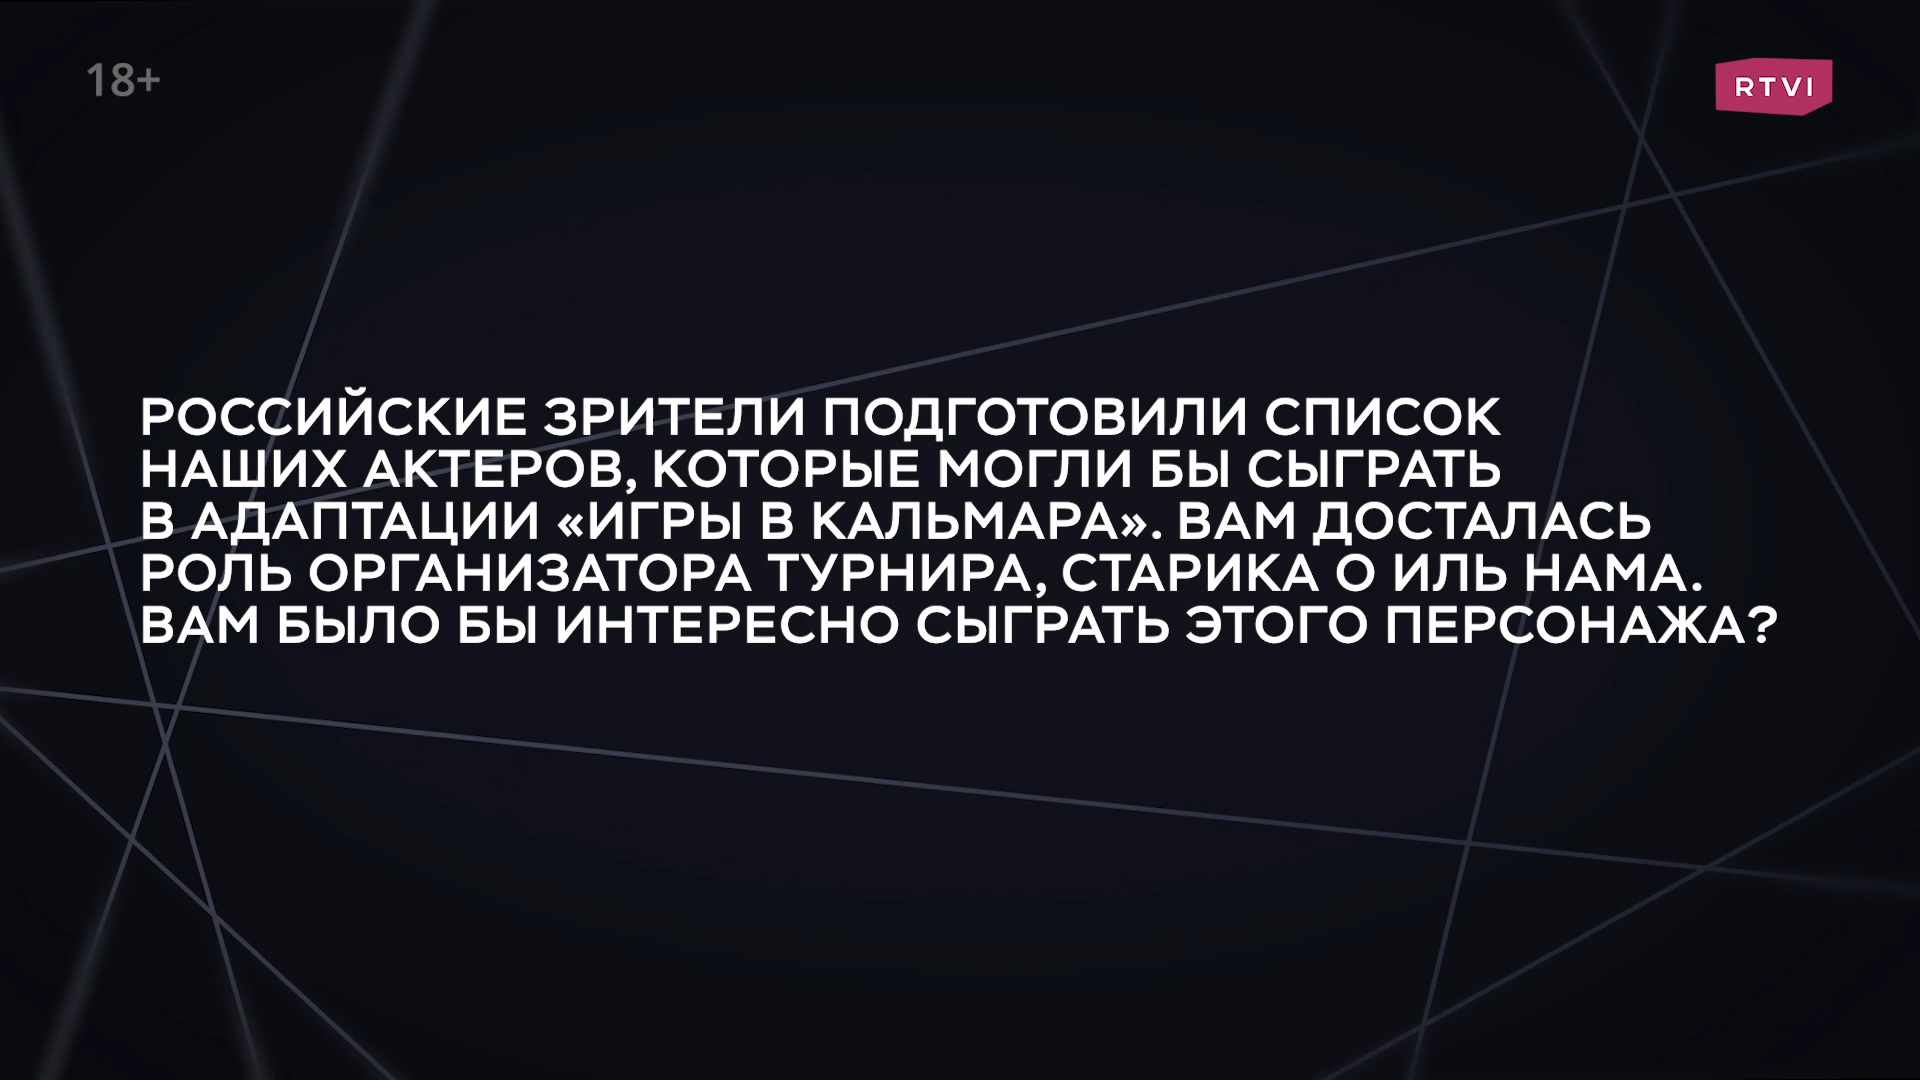 18+
RTVI
РОССИЙСКИЕ ЗРИТЕЛИ ПОДГОТОВИЛИ СПИСОК
НАШИХ АКТЕРОВ, КОТОРЫЕ МОГЛИ БЫ СЫГРАТЬ
В АДАПТАЦИИ «ИГРЫ В КАЛЬМАРА». ВАМ ДОСТАЛАСЬ
РОЛЬ ОРГАНИЗАТОРА ТУРНИРА, СТАРИКА О ИЛЬ НАМА.
ВАМ БЫЛО БЫ ИНТЕРЕСНО СЫГРАТЬ ЭТОГО ПЕРСОНАЖА?